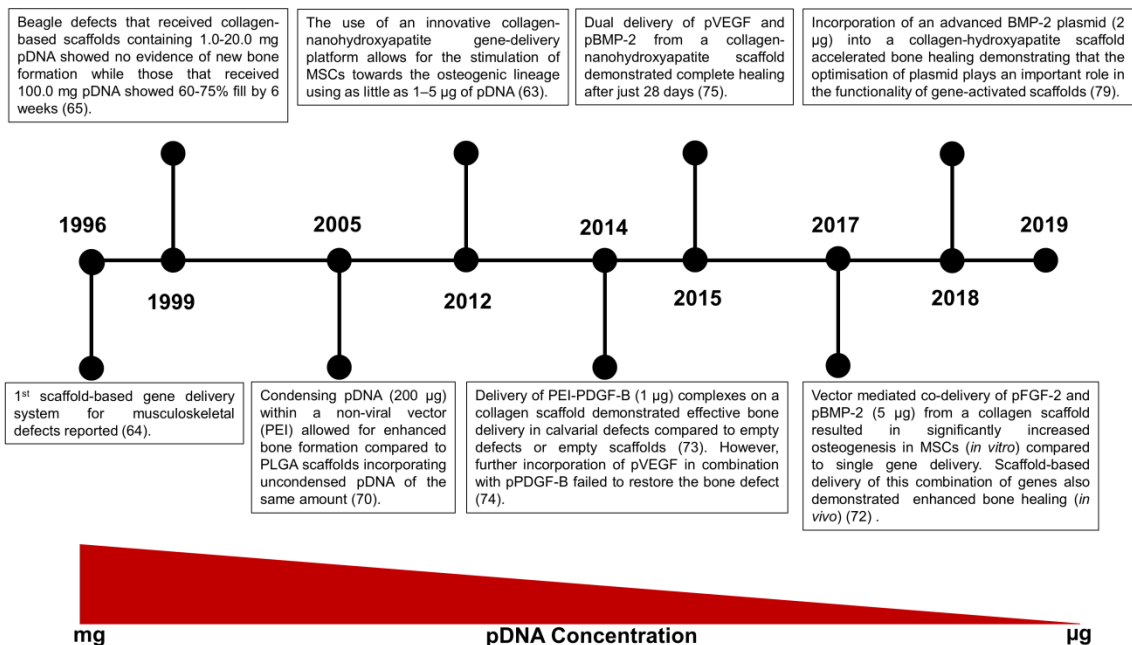 Beagle defects that received collagen-
based scaffolds containing 1.0-20.0 mg
pDNA showed no evidence of new bone
formation while those that received
100.0 mg pDNA showed 60-75% fill by 6
weeks (65).
The use of an innovative collagen-
nanohydroxyapatite gene-delivery
platform allows for the stimulation of
MSCs towards the osteogenic lineage
using as little as 1–5 µg of pDNA (63).
Dual delivery of pVEGF and
pBMP-2 from a collagen-
nanohydroxyapatite scaffold
demonstrated complete healing
after just 28 days (75).
Incorporation of an advanced BMP-2 plasmid (2
µg) into a collagen-hydroxyapatite scaffold
accelerated bone healing demonstrating that the
optimisation of plasmid plays an important role in
the functionality of gene-activated scaffolds (79).
1996
1999
2005
2012
2014
2015
2017
2018
2019
1st scaffold-based gene delivery
system for musculoskeletal
defects reported (64).
Condensing pDNA (200 µg)
within a non-viral vector
(PEI) allowed for enhanced
bone formation compared to
PLGA scaffolds incorporating
uncondensed pDNA of the
same amount (70).
Delivery of PEI-PDGF-B (1 µg) complexes on a
collagen scaffold demonstrated effective bone
delivery in calvarial defects compared to empty
defects or empty scaffolds (73). However,
further incorporation of pVEGF in combination
with pPDGF-B failed to restore the bone defect
(74).
Vector mediated co-delivery of pFGF-2 and
pBMP-2 (5 µg) from a collagen scaffold
resulted in significantly increased
osteogenesis in MSCs (in vitro) compared
to single gene delivery. Scaffold-based
delivery of this combination of genes also
demonstrated enhanced bone healing (in
vivo) (72) .
mg
pDNA Concentration
µg